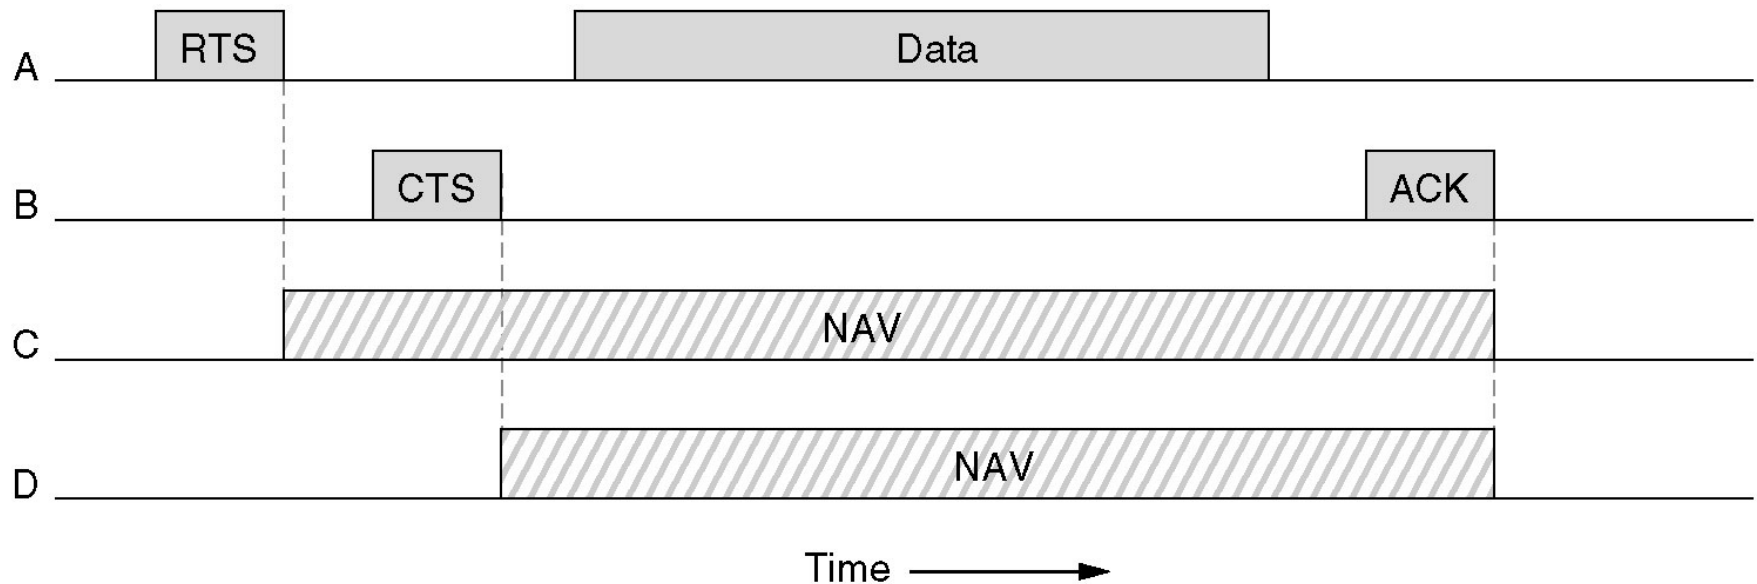 A RTS Data
B CTS ACK
C NAV
D NAV
Time